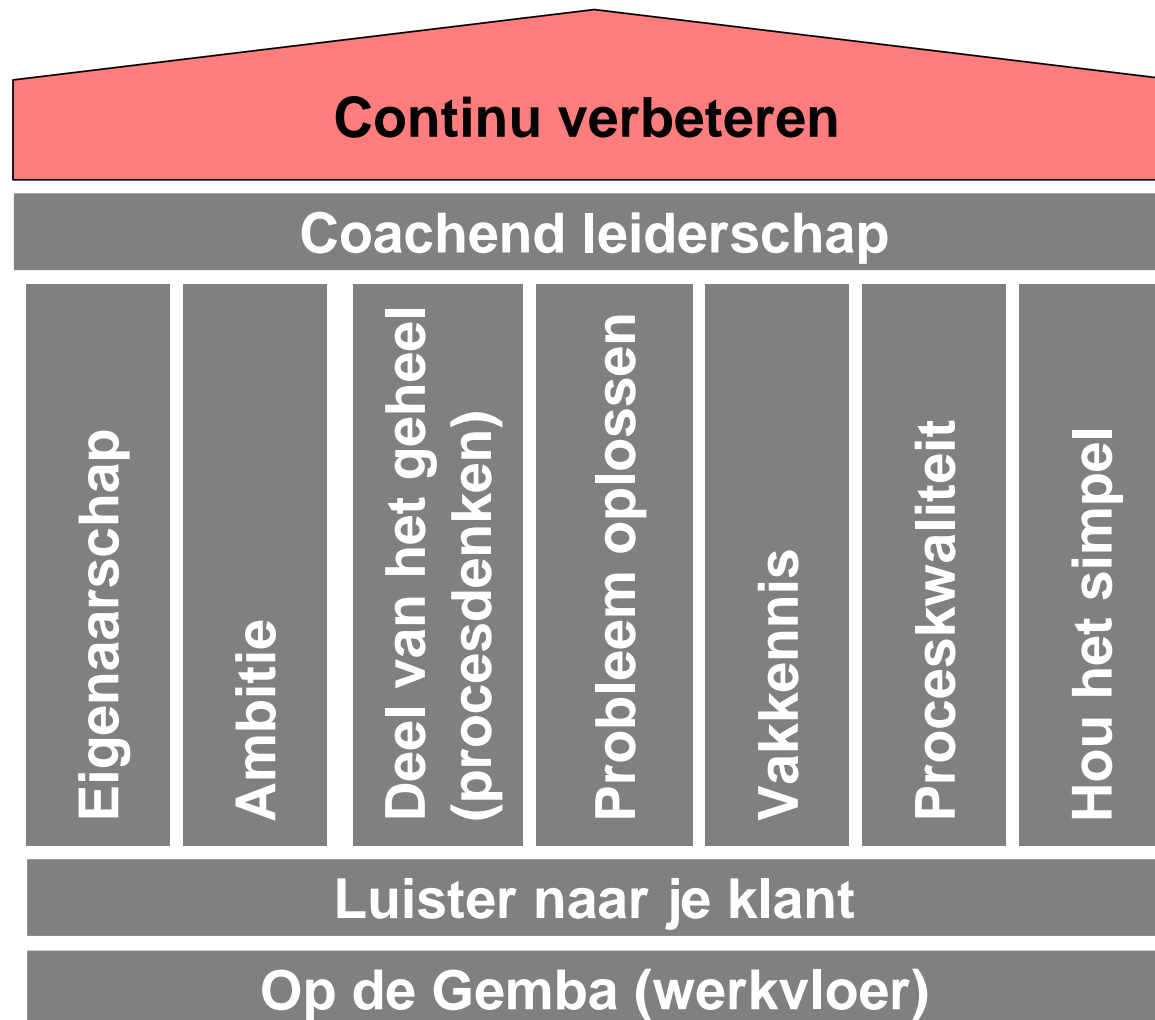 Continu verbeteren
Coachend leiderschap
Eigenaarschap
Ambitie
Deel van het geheel
(procesdenken)
Probleem oplossen
Vakkennis
Proceskwaliteit
Hou het simpel
Luister naar je klant
Op de Gemba (werkvloer)